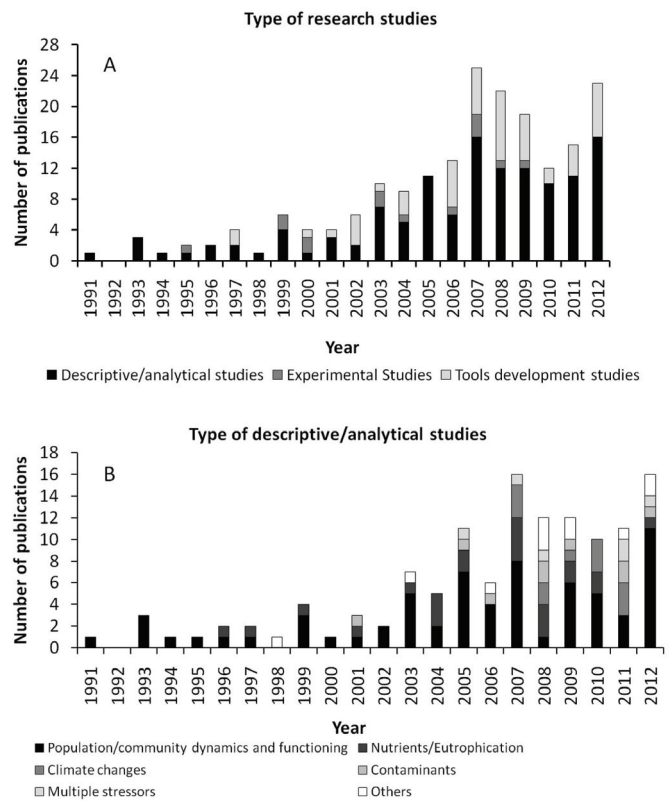 Type of research studies
A
Number of publications
28
24
20
16
12
8
4
0
1991 1992 1993 1994 1995 1996 1997 1998 1999 2000 2001 2002 2003 2004 2005 2006 2007 2008 2009 2010 2011 2012
Year
Descriptive/analytical studies Experimental Studies Tools development studies
Type of descriptive/analytical studies
B
Number of publications
18
16
14
12
10
8
6
4
2
0
1991 1992 1993 1994 1995 1996 1997 1998 1999 2000 2001 2002 2003 2004 2005 2006 2007 2008 2009 2010 2011 2012
Year
Population/community dynamics and functioning Nutrients/Eutrophication
Climate changes Contaminants
Multiple stressors Others